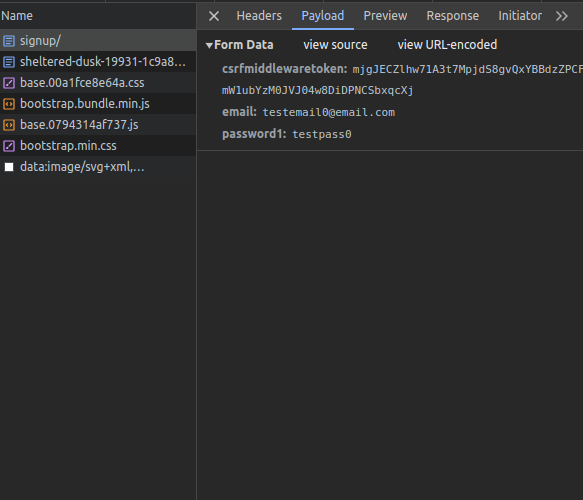 Name
signup/
sheltered-dusk-19931-1c9a8...
base.00a1fce8e64a.css
bootstrap.bundle.min.js
base.0794314af737.js
bootstrap.min.css
data:image/svg+xml,...
Headers Payload Preview Response Initiator
Form Data view source view URL-encoded
csrfmiddlewaretoken: mjgJECZlhw71A3t7MpjdS8gvQxYBBdzZPCF
mW1ubYzM0JVJ04w8DiDPNCSbxqcXj
email: testemail0@email.com
password1: testpass0